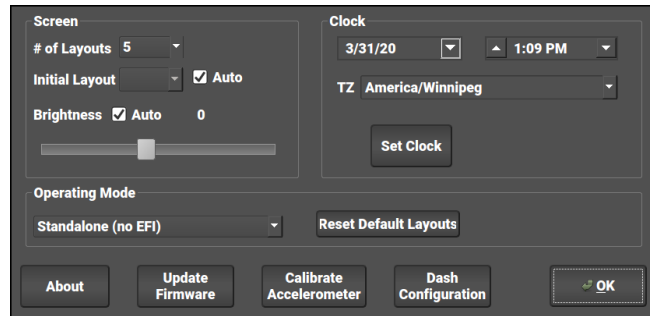 Screen
# of Layouts 5
Initial Layout Auto
Brightness Auto 0
Clock
3/31/20 1:09 PM
TZ America/Winnipeg
Set Clock
Operating Mode
Standalone (no EFI)
Reset Default Layouts
About
Update
Firmware
Calibrate
Accelerometer
Dash
Configuration
OK